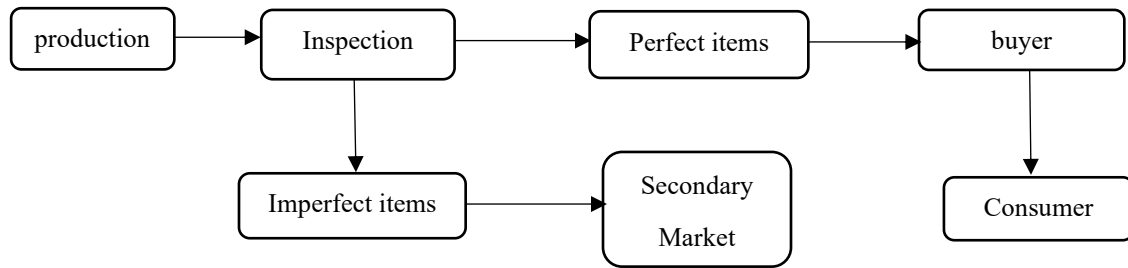 production
Inspection
Perfect items
buyer
Imperfect items
Secondary
Market
Consumer